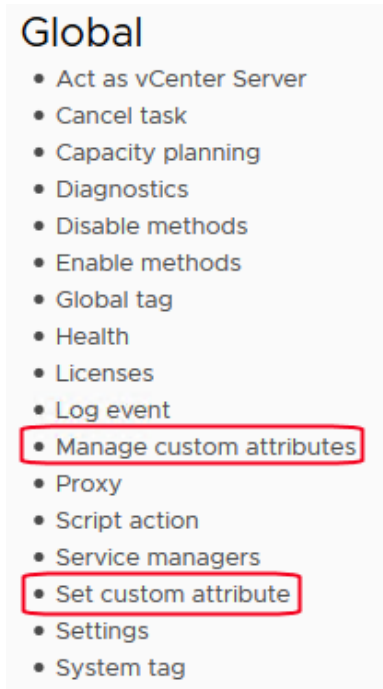 Global
• Act as vCenter Server
• Cancel task
• Capacity planning
• Diagnostics
• Disable methods
• Enable methods
• Global tag
• Health
• Licenses
• Log event
• Manage custom attributes
• Proxy
• Script action
• Service managers
• Set custom attribute
• Settings
• System tag